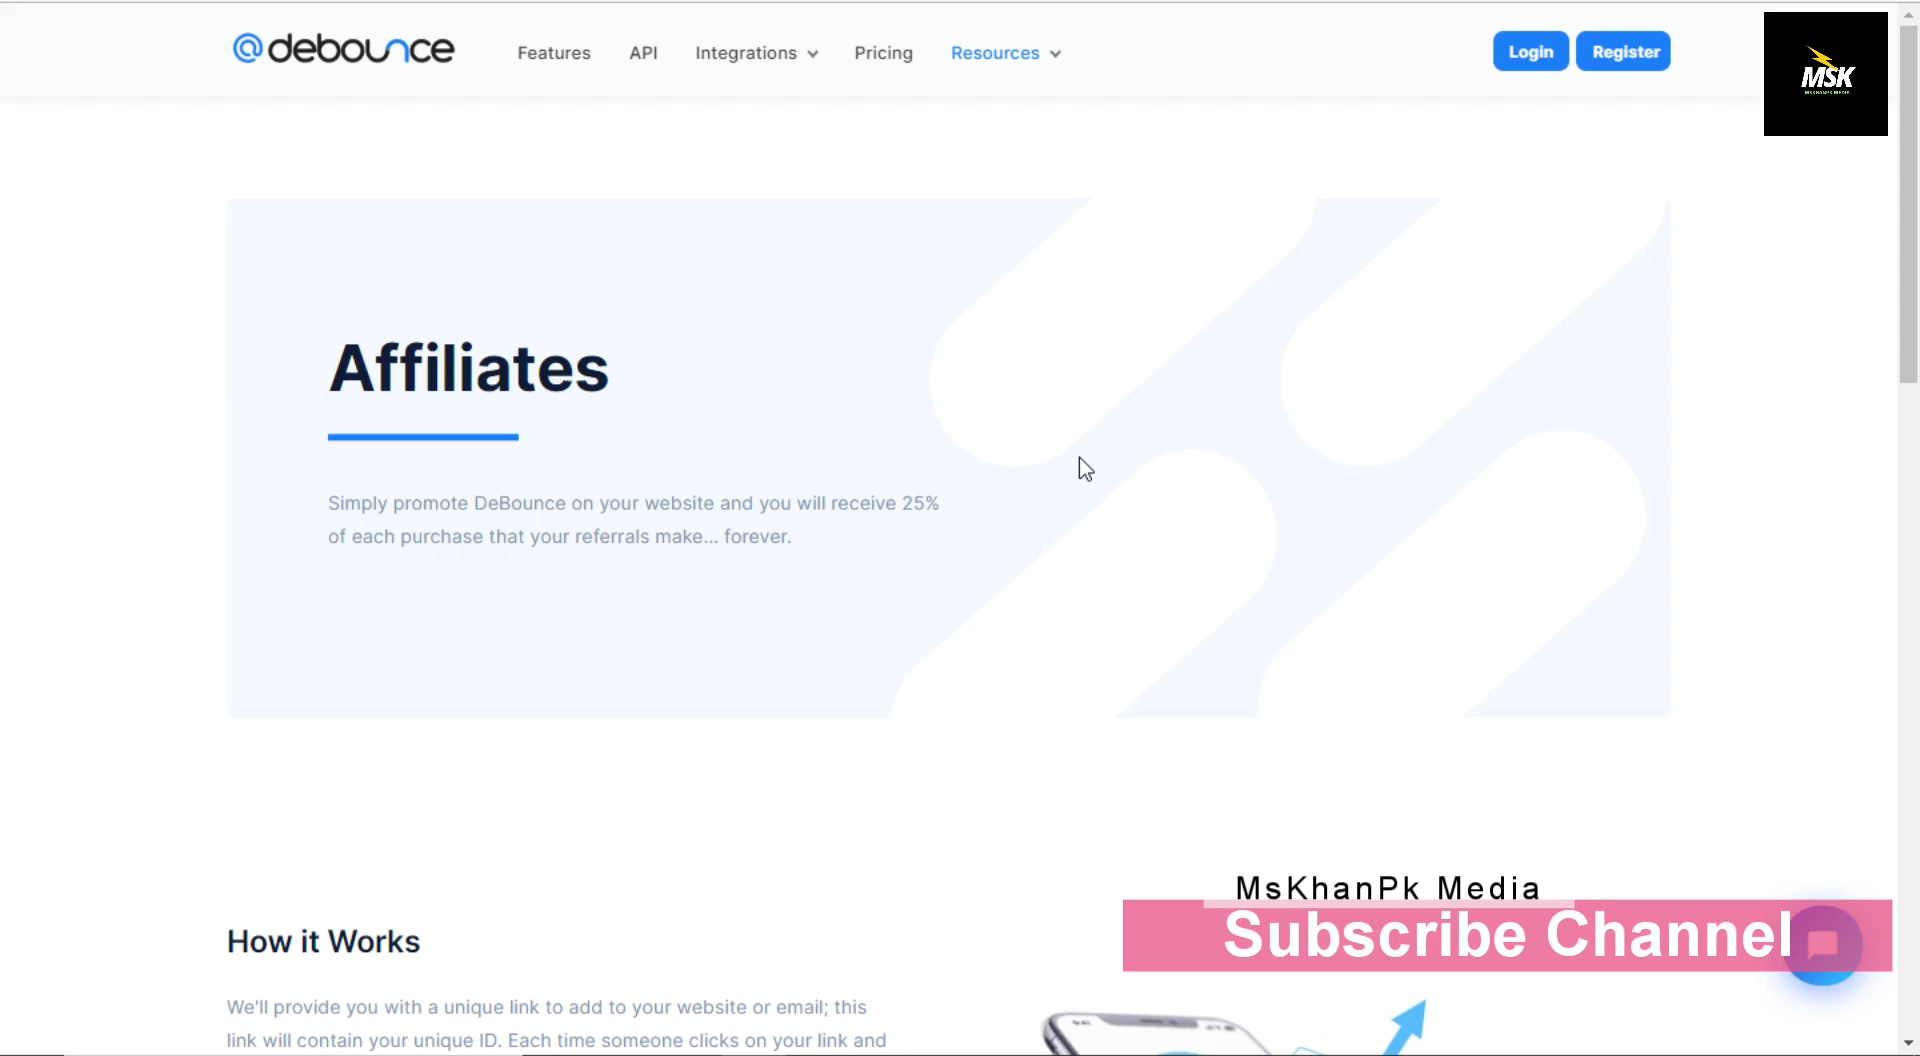 debounce
Features API Integrations Pricing Resources Login Register
MSK
MSKHANPK MEDIA
Affiliates
Simply promote DeBounce on your website and you will receive 25%
of each purchase that your referrals make... forever.
MsKhanPk Media
Subscribe Channel
How it Works
We'll provide you with a unique link to add to your website or email; this
link will contain your unique ID. Each time someone clicks on your link and